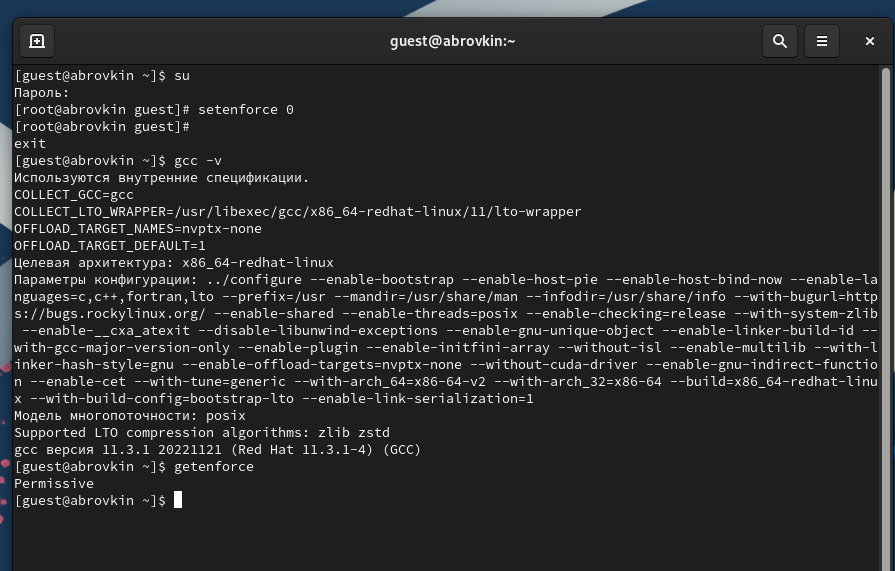 guest@abrovkin:~
[guest@abrovkin ~]$ su
Пароль:
[root@abrovkin guest]# setenforce 0
[root@abrovkin guest]#
exit
[guest@abrovkin ~]$ gcc -v
Используются внутренние спецификации.
COLLECT_GCC=gcc
COLLECT_LTO_WRAPPER=/usr/libexec/gcc/x86_64-redhat-linux/11/lto-wrapper
OFFLOAD_TARGET_NAMES=nvptx-none
OFFLOAD_TARGET_DEFAULT=1
Целевая архитектура: x86_64-redhat-linux
Параметры конфигурации: ../configure --enable-bootstrap --enable-host-pie --enable-host-bind-now --enable-la
nguages=c,c++,fortran,lto --prefix=/usr --mandir=/usr/share/man --infodir=/usr/share/info --with-bugurl=http
s://bugs.rockylinux.org/ --enable-shared --enable-threads=posix --enable-checking=release --with-system-zlib
 --enable-__cxa_atexit --disable-libunwind-exceptions --enable-gnu-unique-object --enable-linker-build-id --
with-gcc-major-version-only --enable-plugin --enable-initfini-array --without-isl --enable-multilib --with-l
inker-hash-style=gnu --enable-offload-targets=nvptx-none --without-cuda-driver --enable-gnu-indirect-functio
n --enable-cet --with-tune=generic --with-arch_64=x86-64-v2 --with-arch_32=x86-64 --build=x86_64-redhat-linu
x --with-build-config=bootstrap-lto --enable-link-serialization=1
Модель многопоточности: posix
Supported LTO compression algorithms: zlib zstd
gcc версия 11.3.1 20221121 (Red Hat 11.3.1-4) (GCC)
[guest@abrovkin ~]$ getenforce
Permissive
[guest@abrovkin ~]$